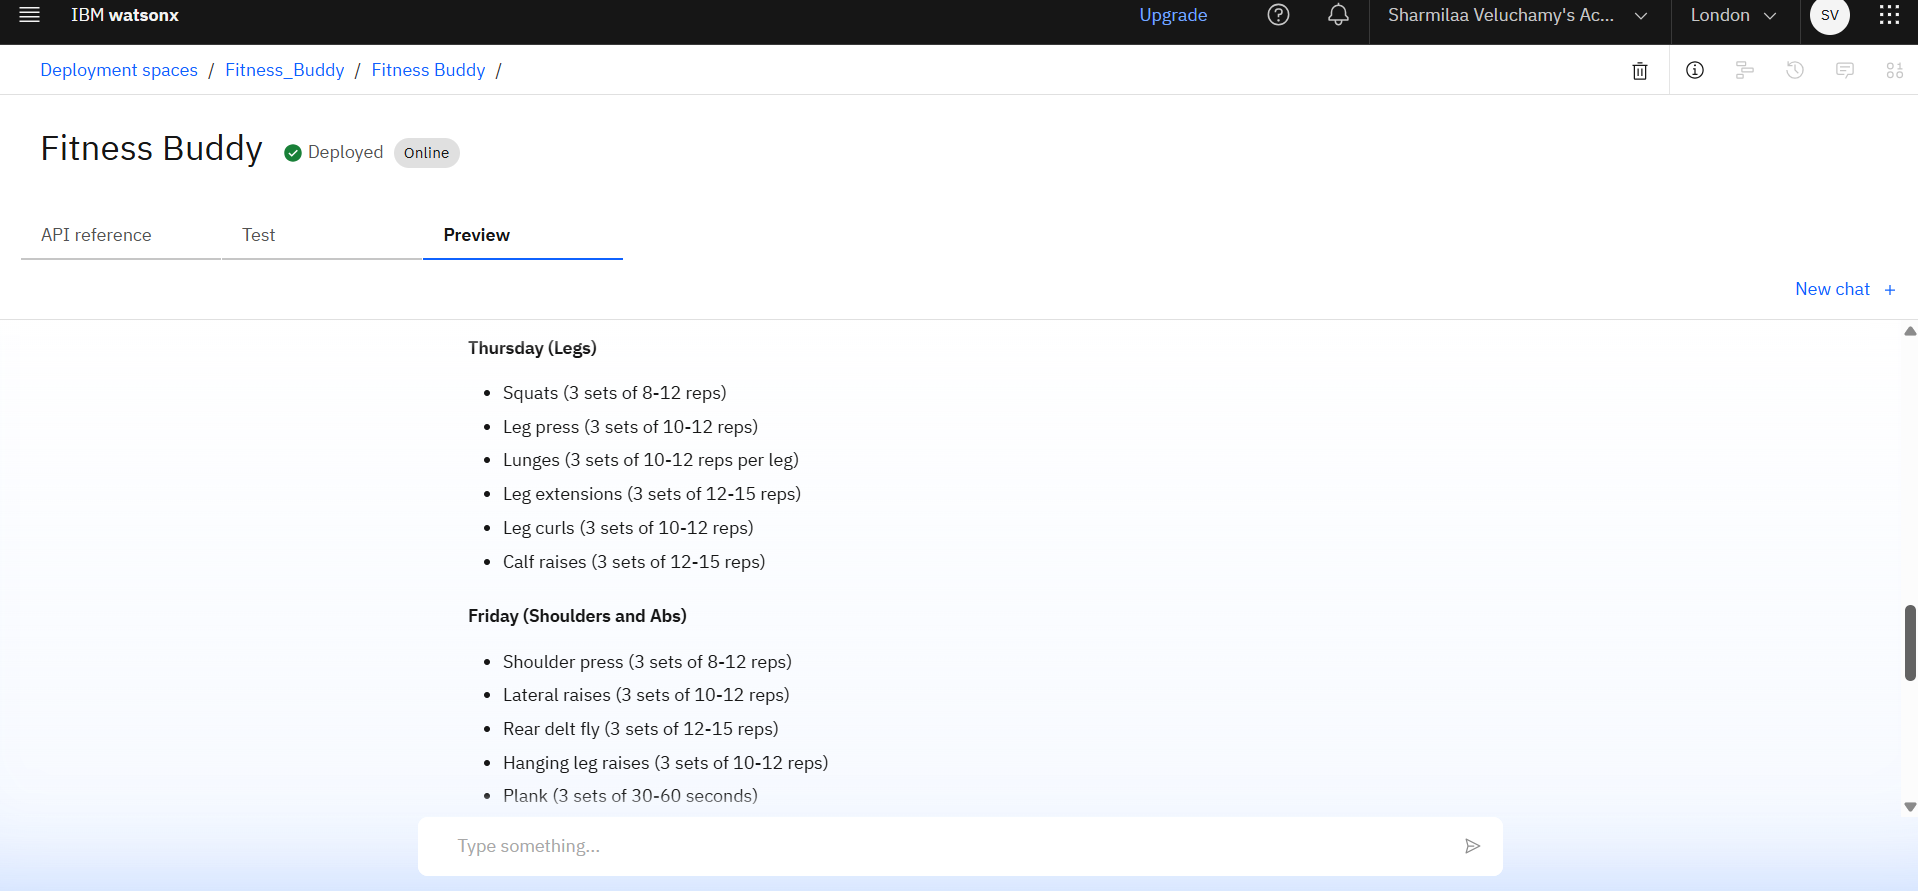 IBM watsonx
Upgrade
Sharmilaa Veluchamy's Ac...
London
SV
Deployment spaces / Fitness_Buddy / Fitness Buddy /
Fitness Buddy
Deployed
Online
API reference
Test
Preview
New chat +
Thursday (Legs)
• Squats (3 sets of 8-12 reps)
• Leg press (3 sets of 10-12 reps)
• Lunges (3 sets of 10-12 reps per leg)
• Leg extensions (3 sets of 12-15 reps)
• Leg curls (3 sets of 10-12 reps)
• Calf raises (3 sets of 12-15 reps)
Friday (Shoulders and Abs)
• Shoulder press (3 sets of 8-12 reps)
• Lateral raises (3 sets of 10-12 reps)
• Rear delt fly (3 sets of 12-15 reps)
• Hanging leg raises (3 sets of 10-12 reps)
• Plank (3 sets of 30-60 seconds)
Type something...